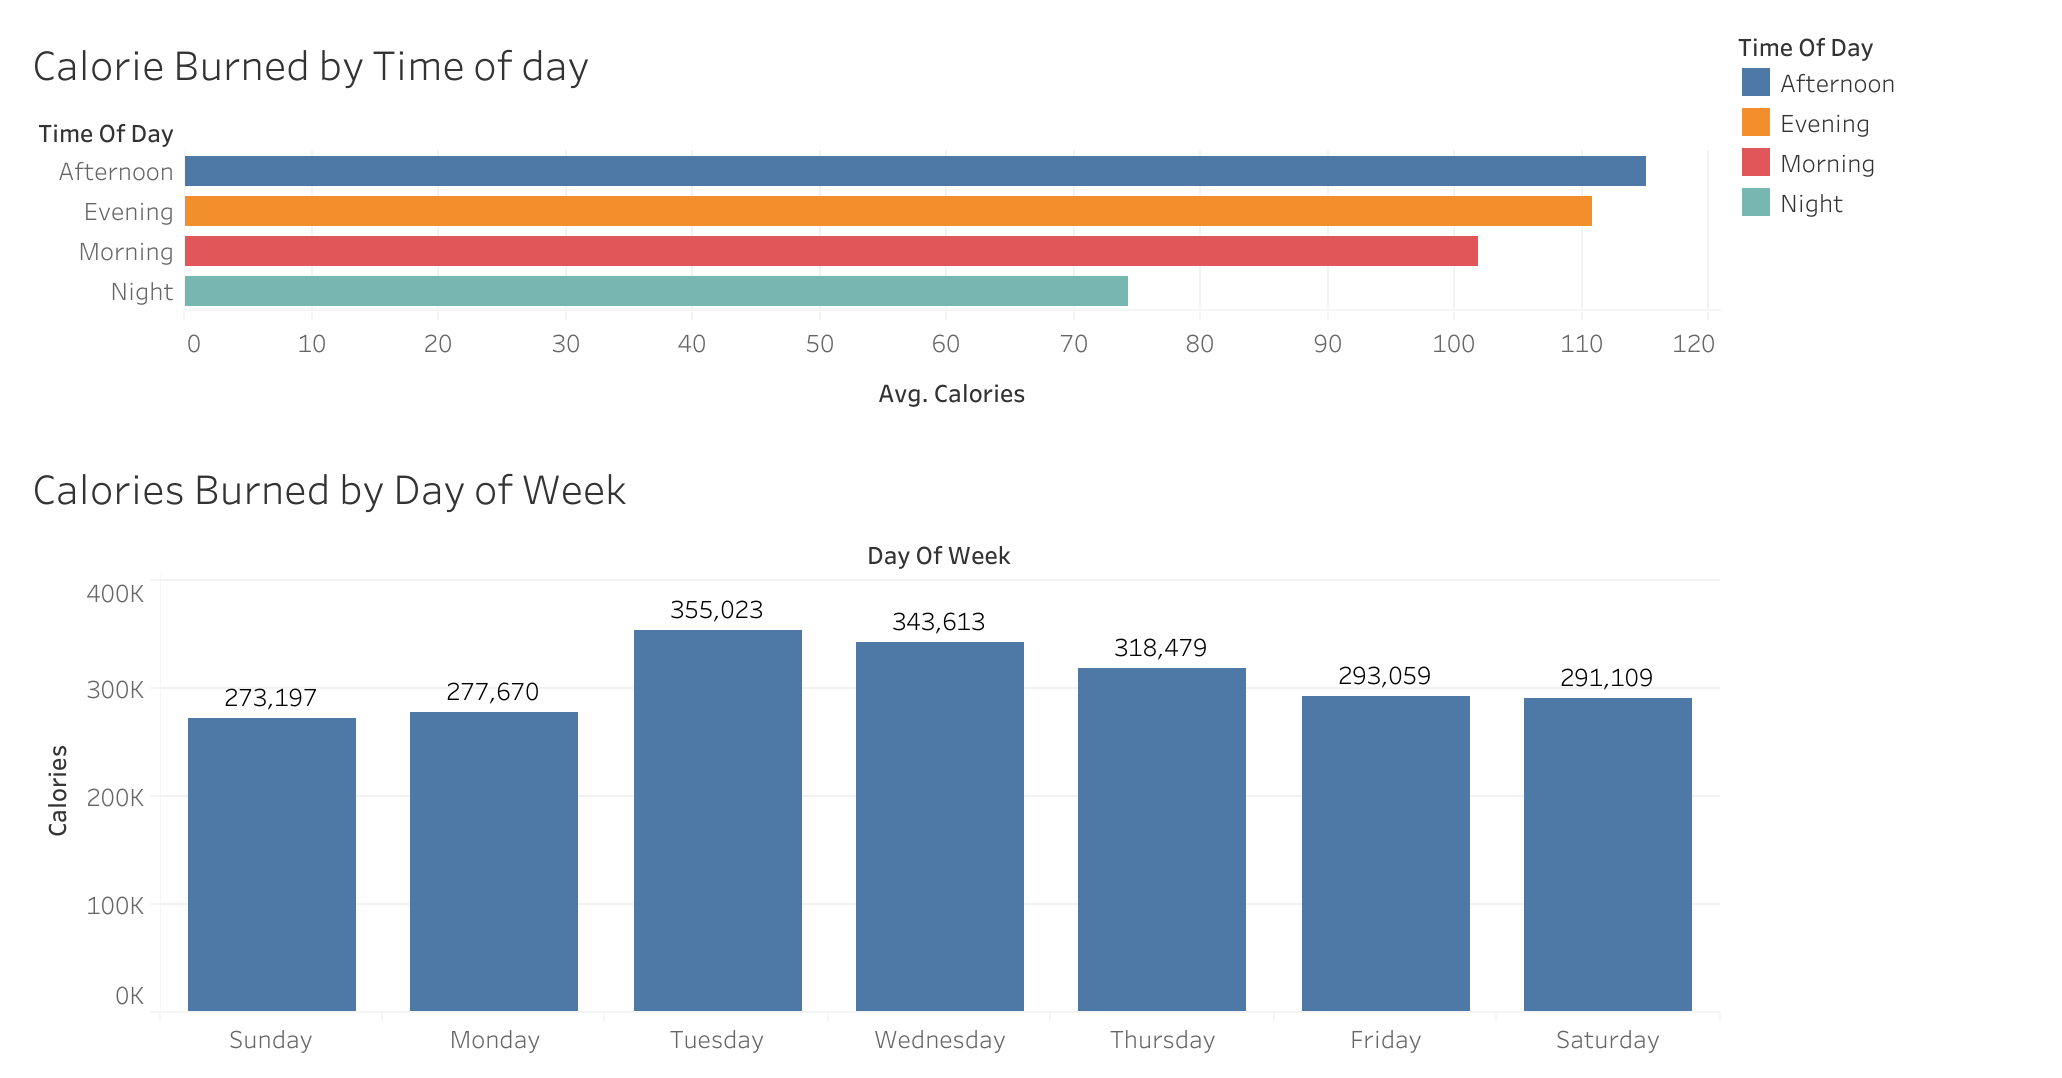 Calorie Burned by Time of day
Time Of Day
Afternoon
Evening
Morning
Night
0 10 20 30 40 50 60 70 80 90 100 110 120
Avg. Calories
Time Of Day
Afternoon
Evening
Morning
Night
Calories Burned by Day of Week
Day Of Week
Calories
400K
300K
200K
100K
0K
273,197 277,670 355,023 343,613 318,479 293,059 291,109
Sunday Monday Tuesday Wednesday Thursday Friday Saturday